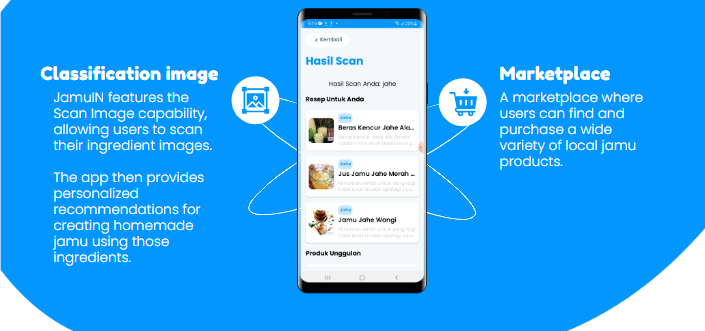 Classification image
JamuIN features the
Scan Image capability,
allowing users to scan
their ingredient images.
The app then provides
personalized
recommendations for
creating homemade
jamu using those
ingredients.
Kembali
Hasil Scan
Hasil Scan Anda: jahe
Resep Untuk Anda
Jahe
Beras Kencur Jahe Ala...
Jahe
Jus Jamu Jahe Merah ...
Jahe
Jamu Jahe Wangi
Produk Unggulan
Marketplace
A marketplace where
users can find and
purchase a wide
variety of local jamu
products.